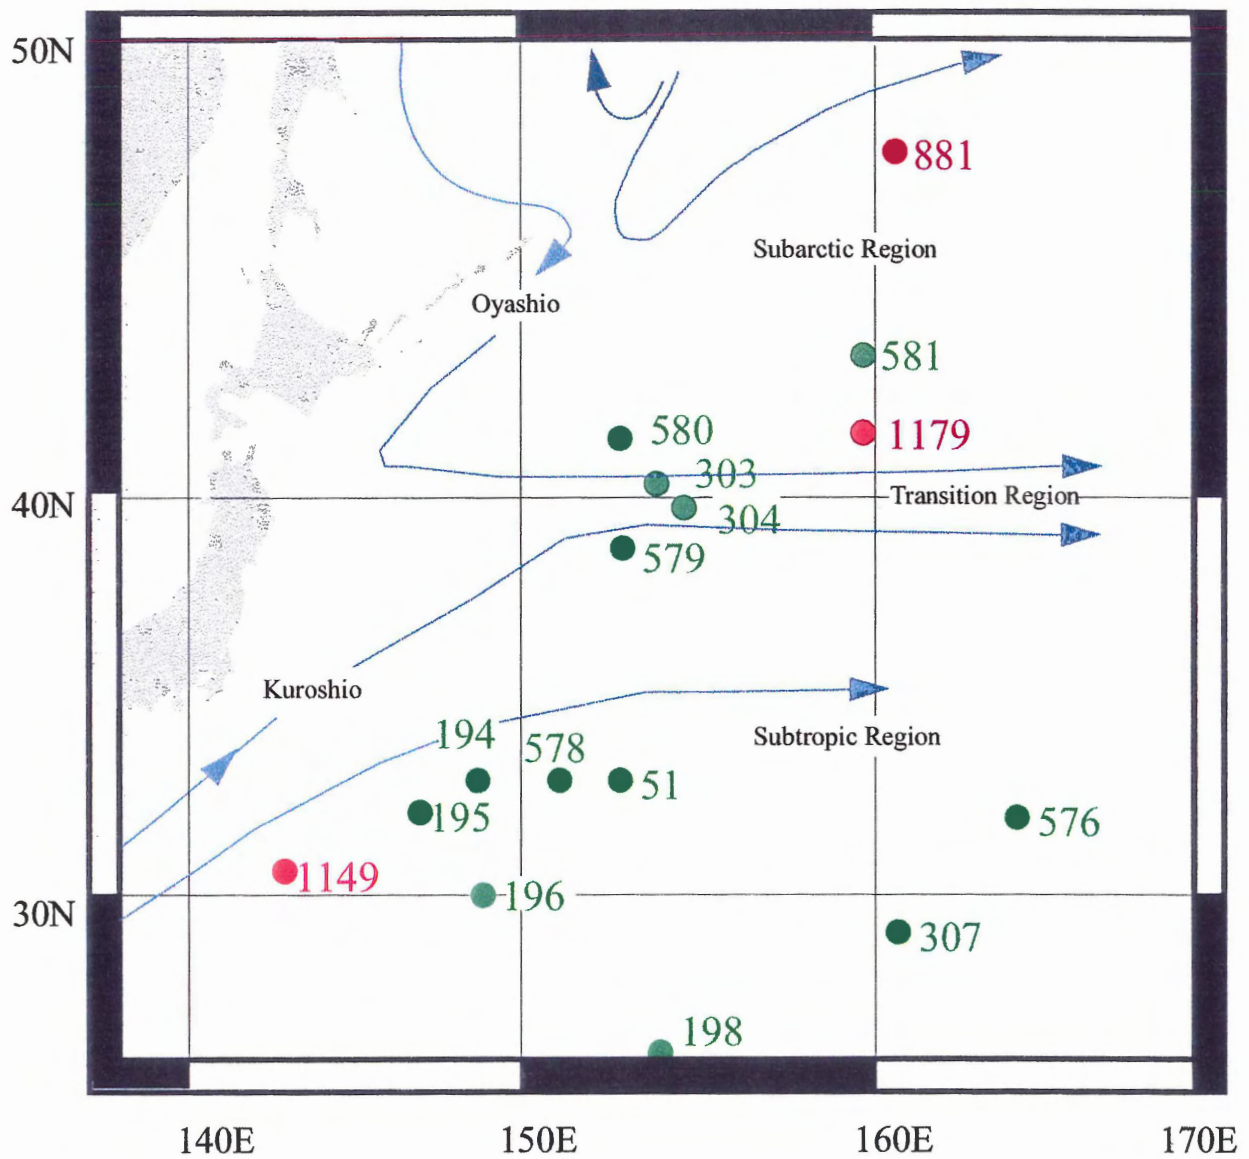 50N
881
Subarctic Region
Oyashio
581
580
1179
303
40N
Transition Region
304
579
Kuroshio
194
578
Subtropic Region
51
195
576
1149
196
30N
307
198
140E
150E
160E
170E